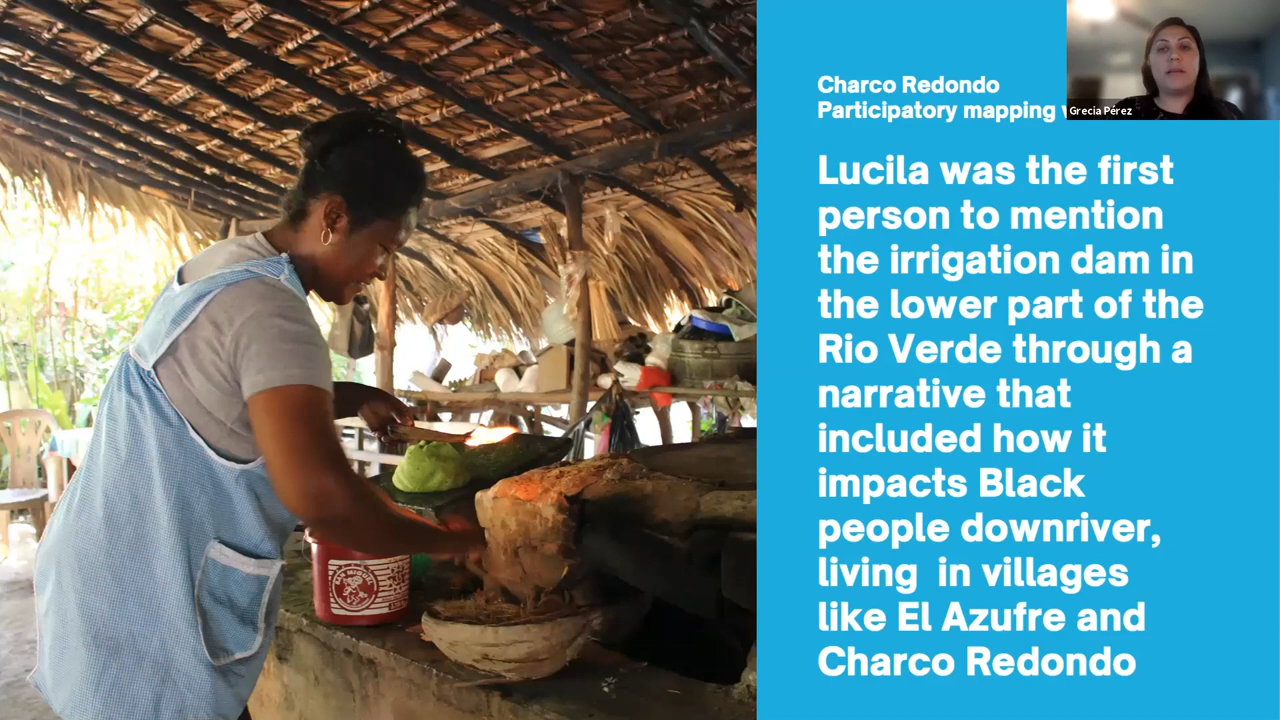 Charco Redondo
Participatory mapping
Grecia Pérez
Lucila was the first
person to mention
the irrigation dam in
the lower part of the
Rio Verde through a
narrative that
included how it
impacts Black
people downriver,
living  in villages
like El Azufre and
Charco Redondo
SAN MIGUEL